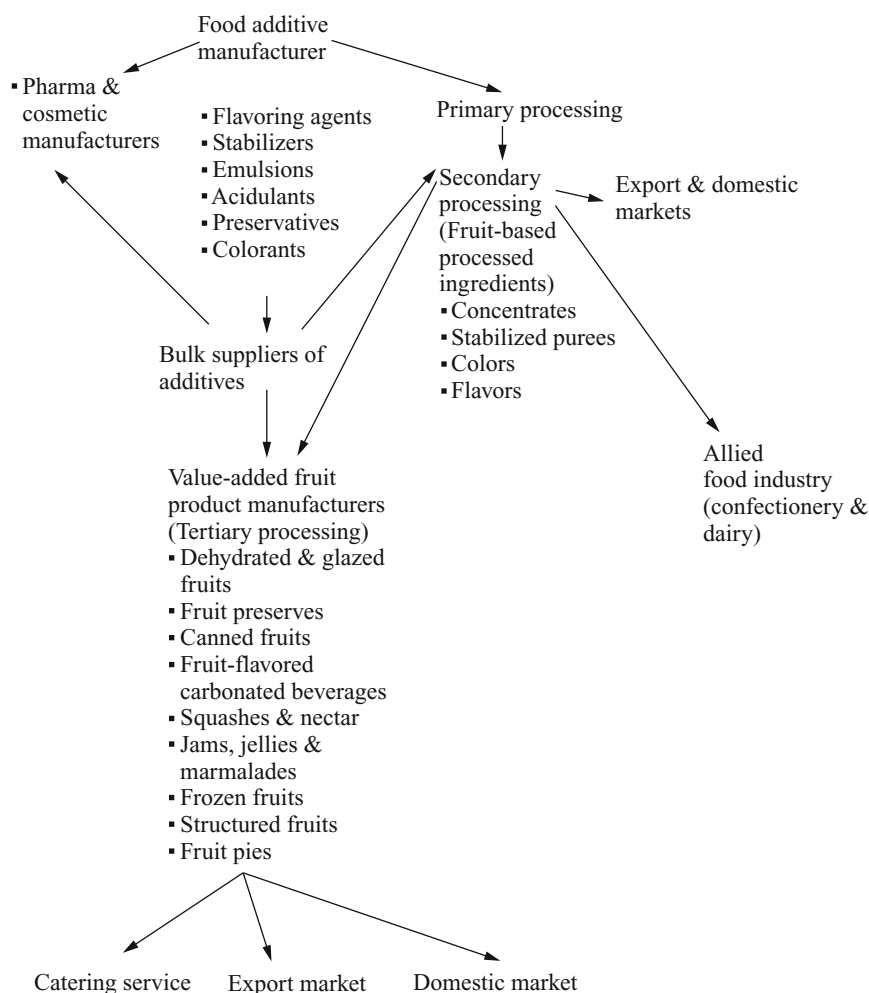 Food additive
manufacturer
▪ Pharma &
cosmetic
manufacturers
▪ Flavoring agents
▪ Stabilizers
▪ Emulsions
▪ Acidulants
▪ Preservatives
▪ Colorants
Primary processing
Secondary
processing
(Fruit-based
processed
ingredients)
▪ Concentrates
▪ Stabilized purees
▪ Colors
▪ Flavors
Export & domestic
markets
Bulk suppliers of
additives
Allied
food industry
(confectionery &
dairy)
Value-added fruit
product manufacturers
(Tertiary processing)
▪ Dehydrated & glazed
fruits
▪ Fruit preserves
▪ Canned fruits
▪ Fruit-flavored
carbonated beverages
▪ Squashes & nectar
▪ Jams, jellies &
marmalades
▪ Frozen fruits
▪ Structured fruits
▪ Fruit pies
Catering service
Export market
Domestic market